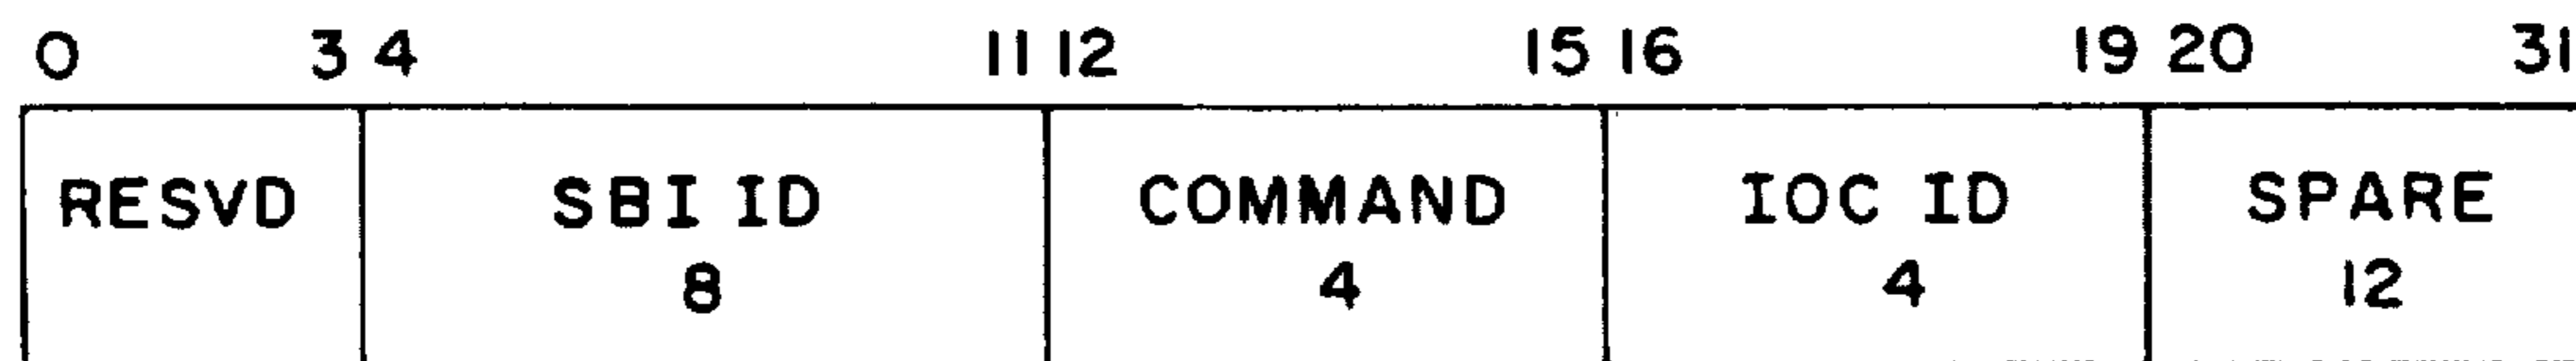 0 3 4 11 12 15 16 19 20 31
RESVD SBI ID COMMAND IOC ID SPARE
8 4 4 12